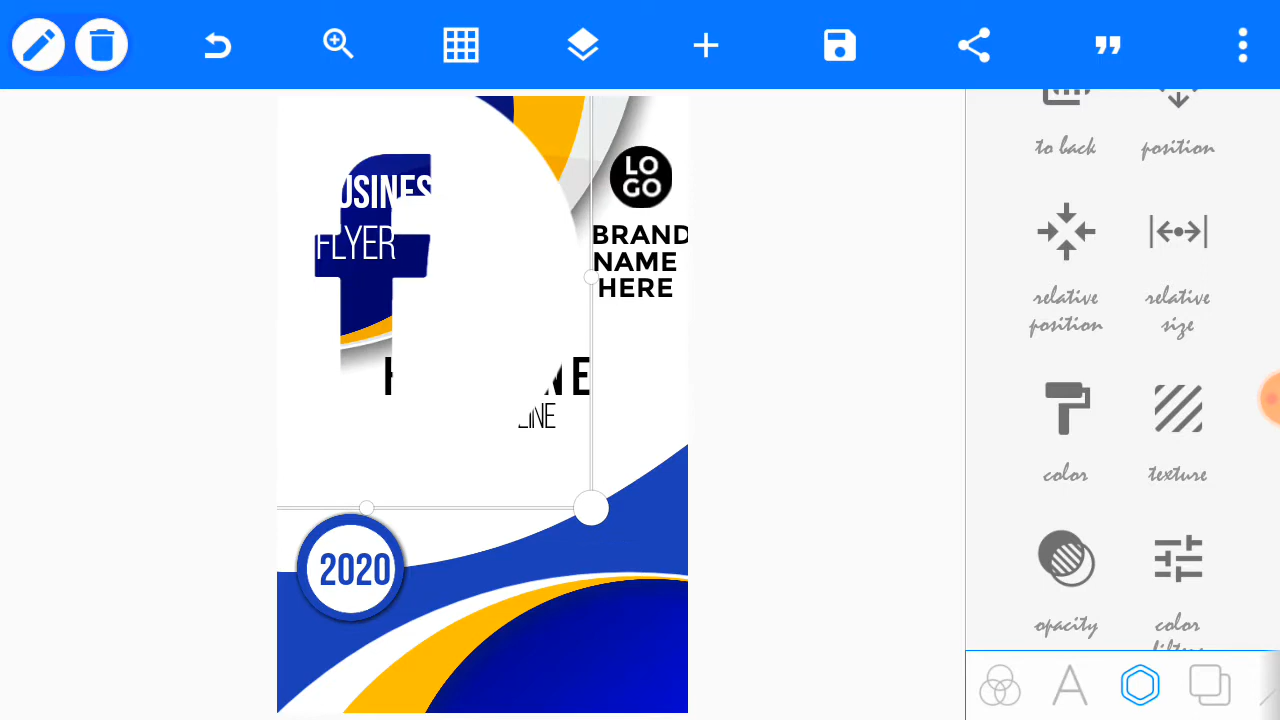 to back
position
LO
GO
USINES
FLYER
BRAND
NAME
HERE
relative
position
relative
size
NE
LINE
color
texture
2020
opacity
color